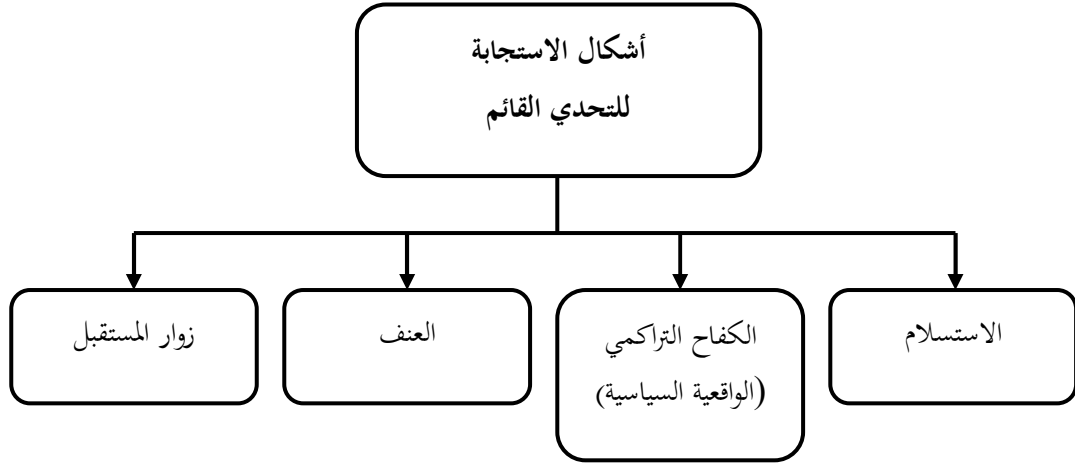 أشكال الاستجابة
للتحدي القائم
الاستسلام
الكفاح التراكمي
(الواقعية السياسية)
العنف
زوار المستقبل